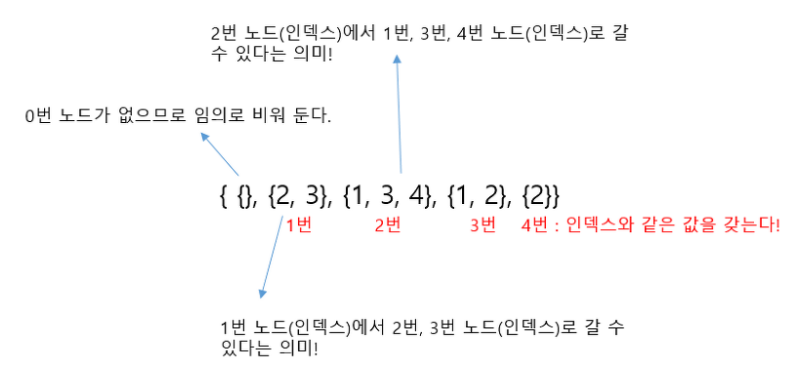 2번 노드(인덱스)에서 1번, 3번, 4번 노드(인덱스)로 갈
수 있다는 의미!
0번 노드가 없으므로 임의로 비워 둔다.
{ {}, {2, 3}, {1, 3, 4}, {1, 2}, {2}}
1번 2번 3번 4번 : 인덱스와 같은 값을 갖는다!
1번 노드(인덱스)에서 2번, 3번 노드(인덱스)로 갈 수
있다는 의미!